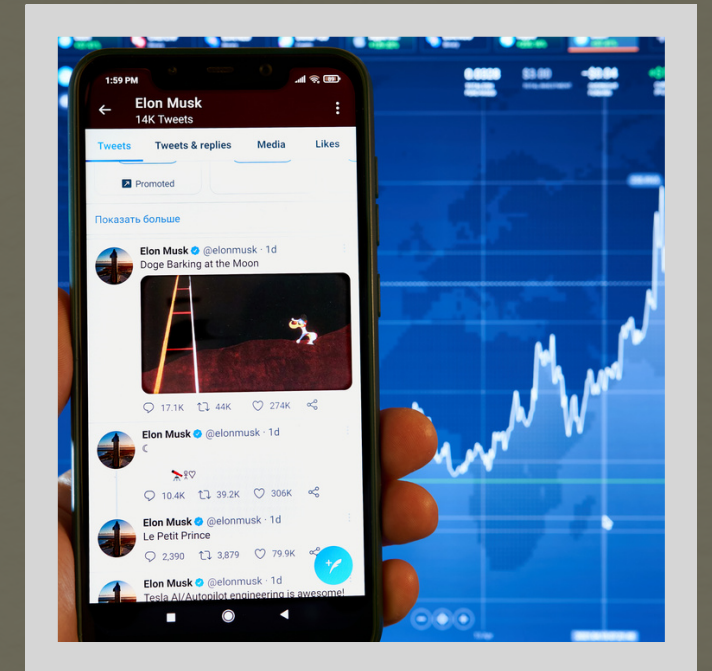 1:59 PM
Elon Musk
14K Tweets
Tweets
Tweets & replies
Media
Likes
Promoted
Показать больше
Elon Musk @elonmusk · 1d
Doge Barking at the Moon
17.1K 44K 274K
Elon Musk @elonmusk · 1d
10.4K 39.2K 306K
Elon Musk @elonmusk · 1d
Le Petit Prince
2,390 3,879 79.9K
Elon Musk @elonmusk · 1d
Tesla AI/Autopilot engineering is awesome!